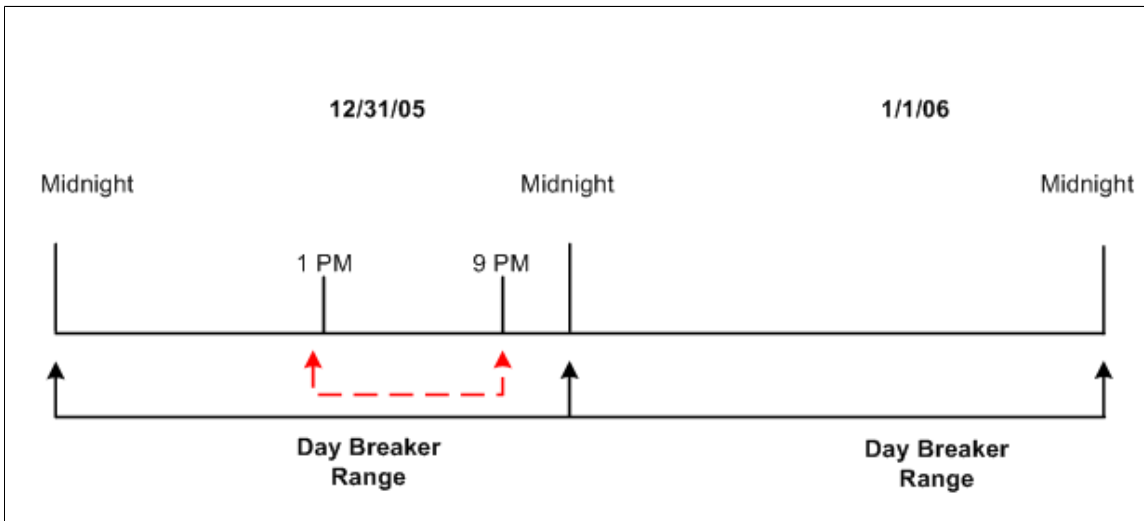 12/31/05
1/1/06
Midnight
Midnight
Midnight
1 PM
9 PM
Day Breaker
Range
Day Breaker
Range